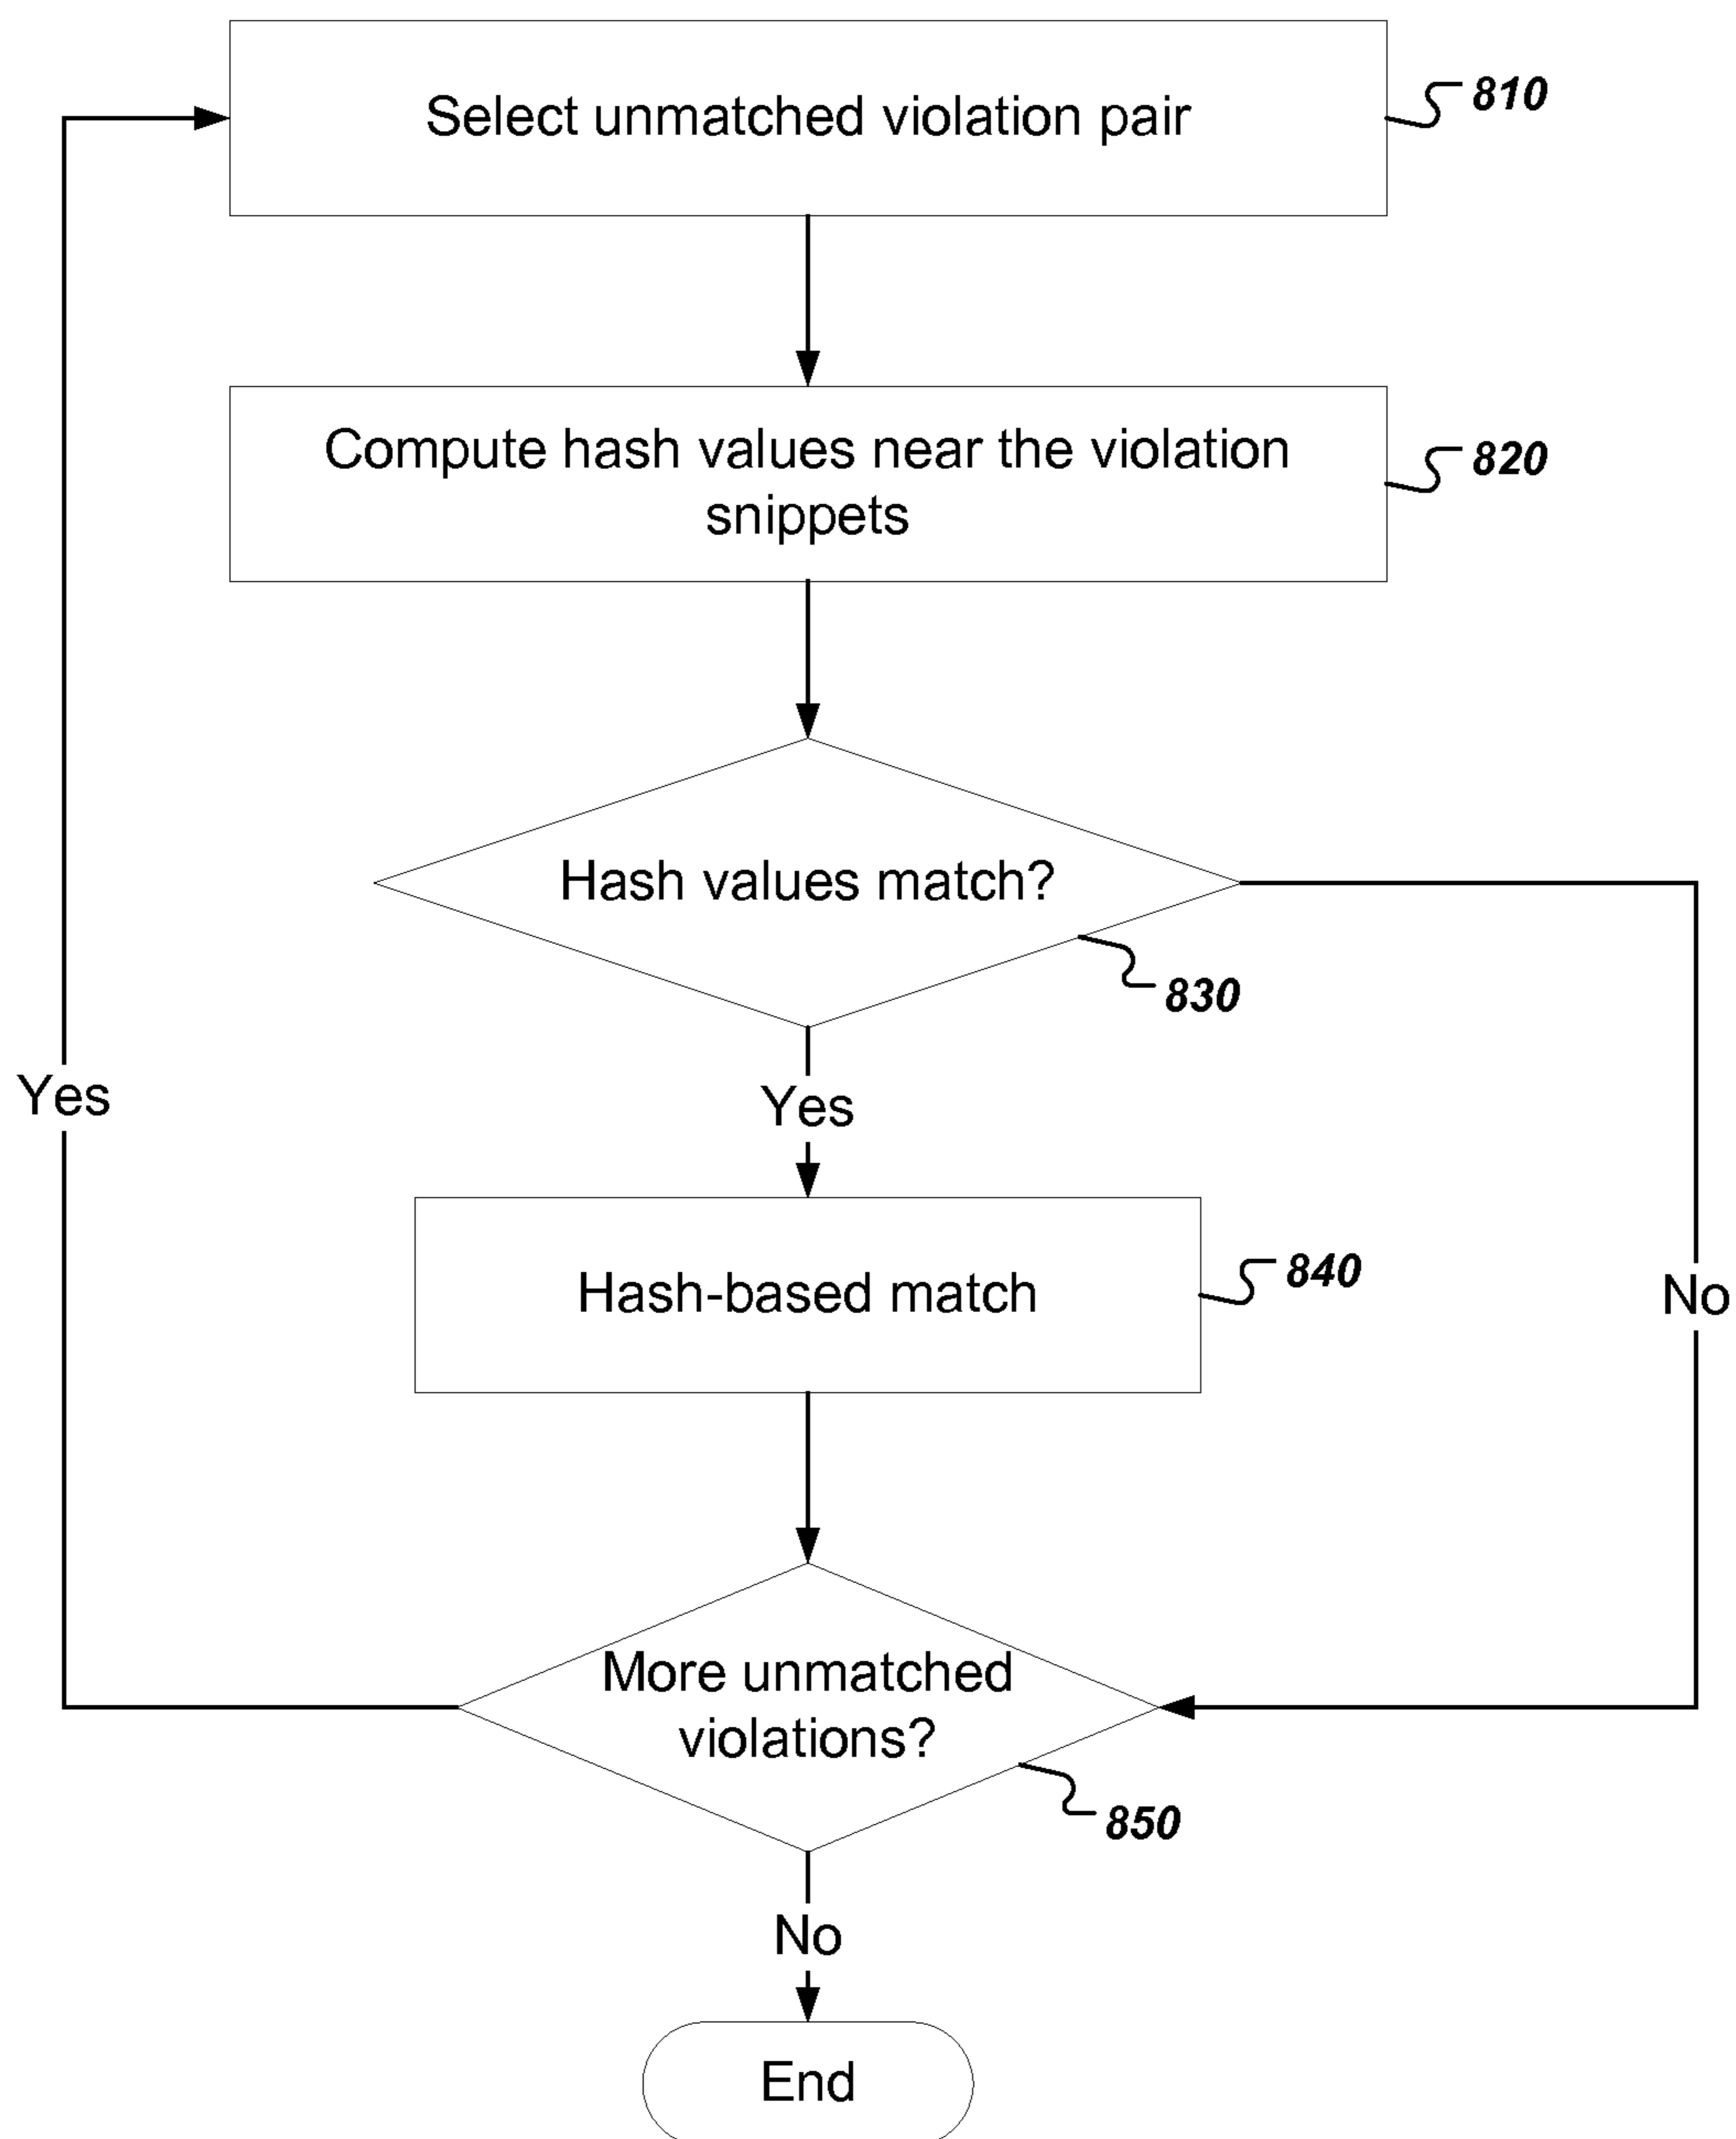 Select unmatched violation pair
810
Compute hash values near the violation
snippets
820
Hash values match?
830
Yes
Yes
Hash-based match
840
No
More unmatched
violations?
850
No
End